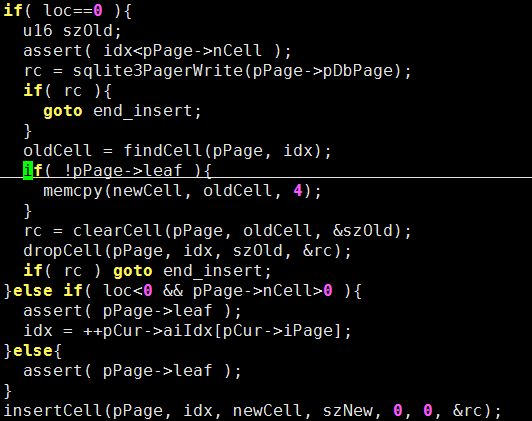 if( loc==0 ){
  u16 szOld;
  assert( idx<pPage->nCell );
  rc = sqlite3PagerWrite(pPage->pDbPage);
  if( rc ){
    goto end_insert;
  }
  oldCell = findCell(pPage, idx);
  if( !pPage->leaf ){
    memcpy(newCell, oldCell, 4);
  }
  rc = clearCell(pPage, oldCell, &szOld);
  dropCell(pPage, idx, szOld, &rc);
  if( rc ) goto end_insert;
}else if( loc<0 && pPage->nCell>0 ){
  assert( pPage->leaf );
  idx = ++pCur->aiIdx[pCur->iPage];
}else{
  assert( pPage->leaf );
}
insertCell(pPage, idx, newCell, szNew, 0, 0, &rc);